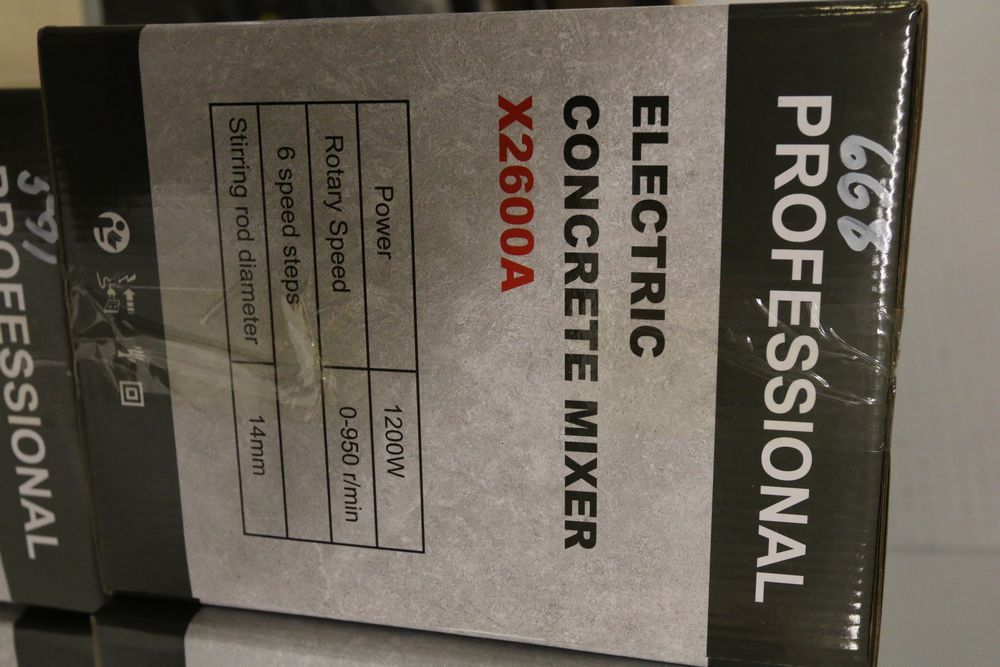 PROFESSIONAL
668
ELECTRIC
CONCRETE MIXER
X2600A
Power 1200W
Rotary Speed 0-950 r/min
6 speed steps
Stirring rod diameter 14mm
PROFESSIONAL